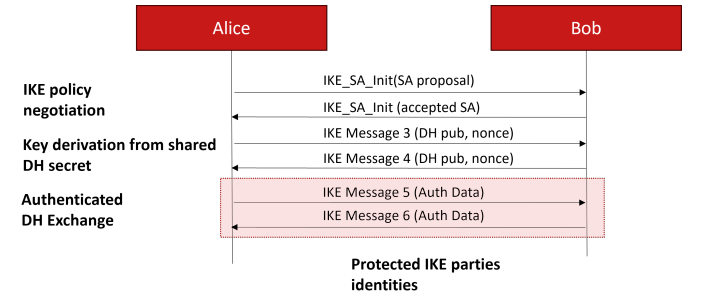 Alice
Bob
IKE policy
negotiation
IKE_SA_Init(SA proposal)
IKE_SA_Init (accepted SA)
Key derivation from shared
DH secret
IKE Message 3 (DH pub, nonce)
IKE Message 4 (DH pub, nonce)
Authenticated
DH Exchange
IKE Message 5 (Auth Data)
IKE Message 6 (Auth Data)
Protected IKE parties
identities